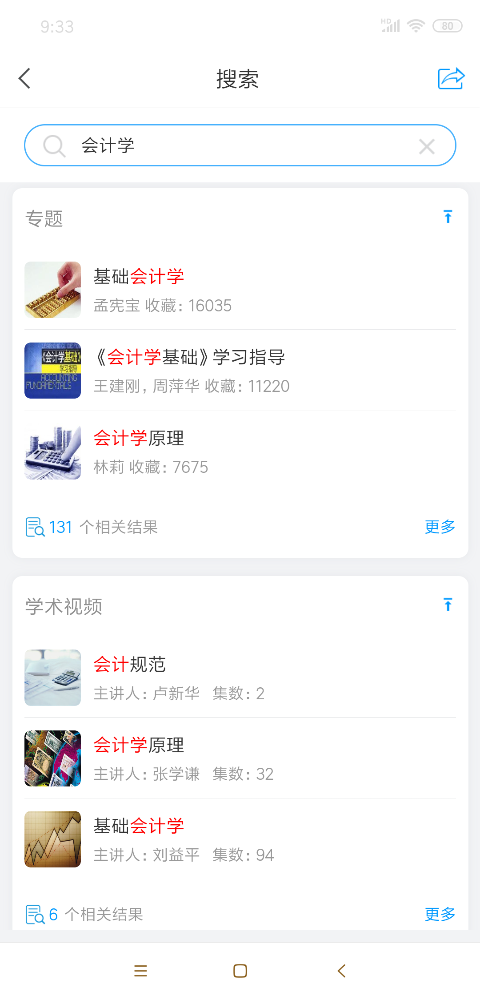 9:33
HD
80
搜索
会计学
专题
基础会计学
孟宪宝 收藏: 16035
LEARNING GUIDE FOR
《会计学基础》
学习指导
ACCOUNTING
FUNDAMENTALS
《会计学基础》学习指导
王建刚, 周萍华 收藏: 11220
会计学原理
林莉 收藏: 7675
131 个相关结果
更多
学术视频
会计规范
主讲人: 卢新华 集数: 2
会计学原理
主讲人: 张学谦 集数: 32
基础会计学
主讲人: 刘益平 集数: 94
6 个相关结果
更多